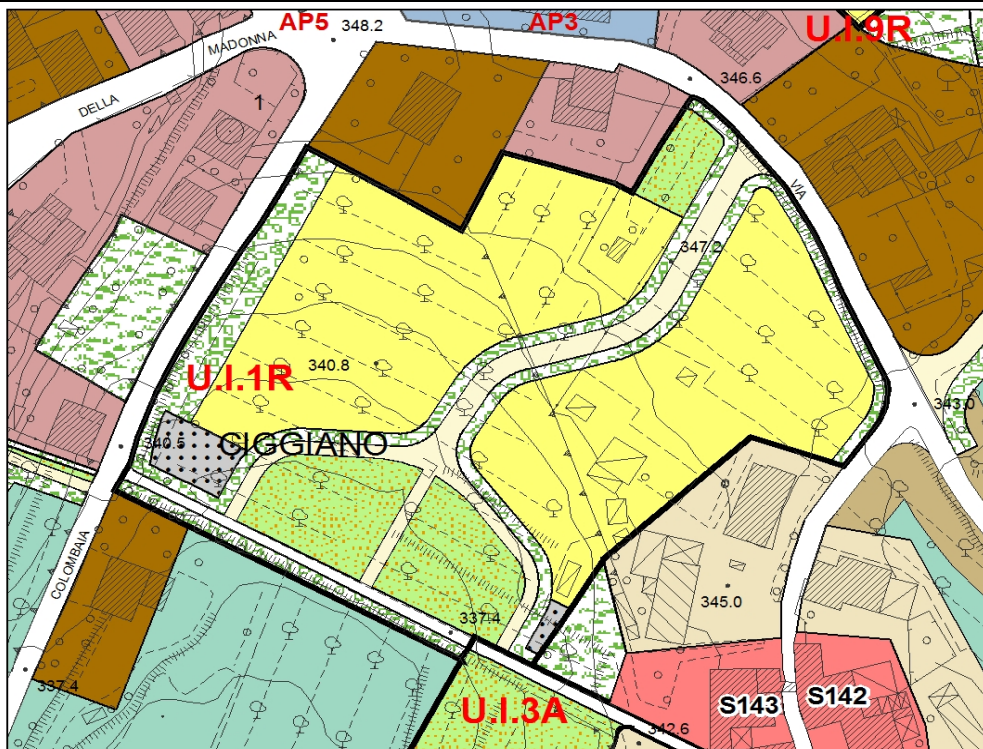 AP5
348.2
AP3
U.I.9R
MADONNA
DELLA
346.6
1
VIA
347.2
U.I.1R
340.8
343.0
340.5
CIGGIANO
COLOMBAIA
345.0
337.4
337.4
U.I.3A
S143
S142
342.6